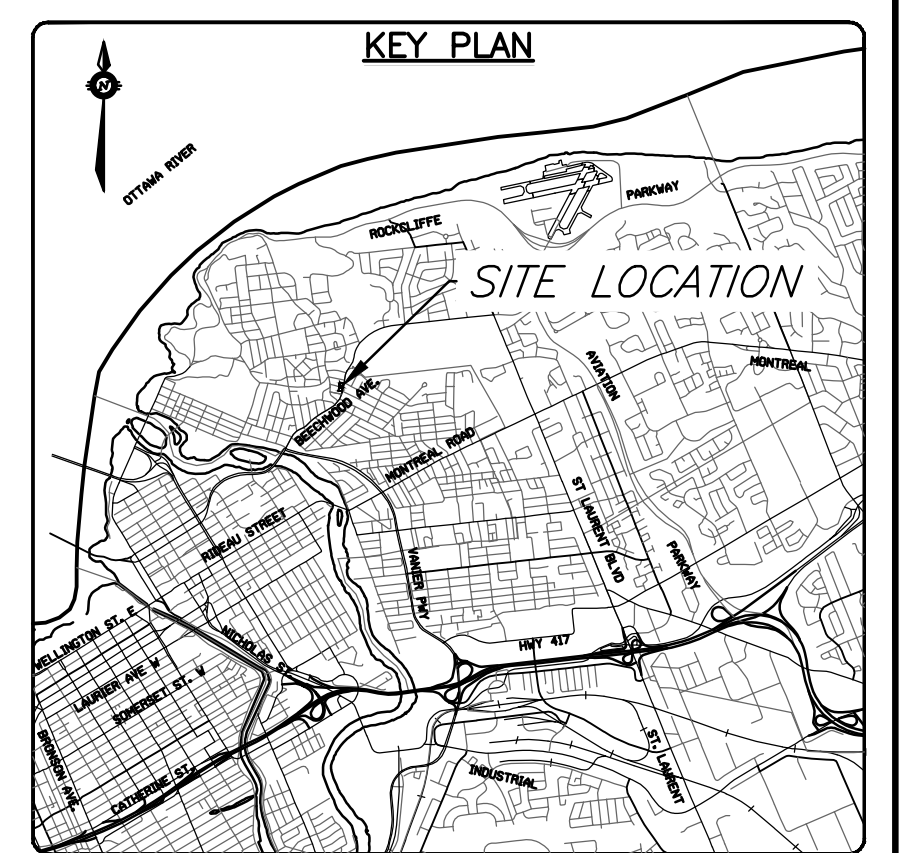 KEY PLAN
N
OTTAWA RIVER
PARKWAY
ROCKCLIFFE
SITE LOCATION
AVIATION
MONTREAL
BEECHWOOD AVE.
MONTREAL ROAD
ST LAURENT BLVD
RIDEAU STREET
PARKWAY
VANIER PWY
WELLINGTON ST. E
NICHOLAS S
HWY 417
LAURIER AVE W
SOMERSET ST. W
BRONSON AVE.
ST. LAURENT
CATHERINE ST.
INDUSTRIAL